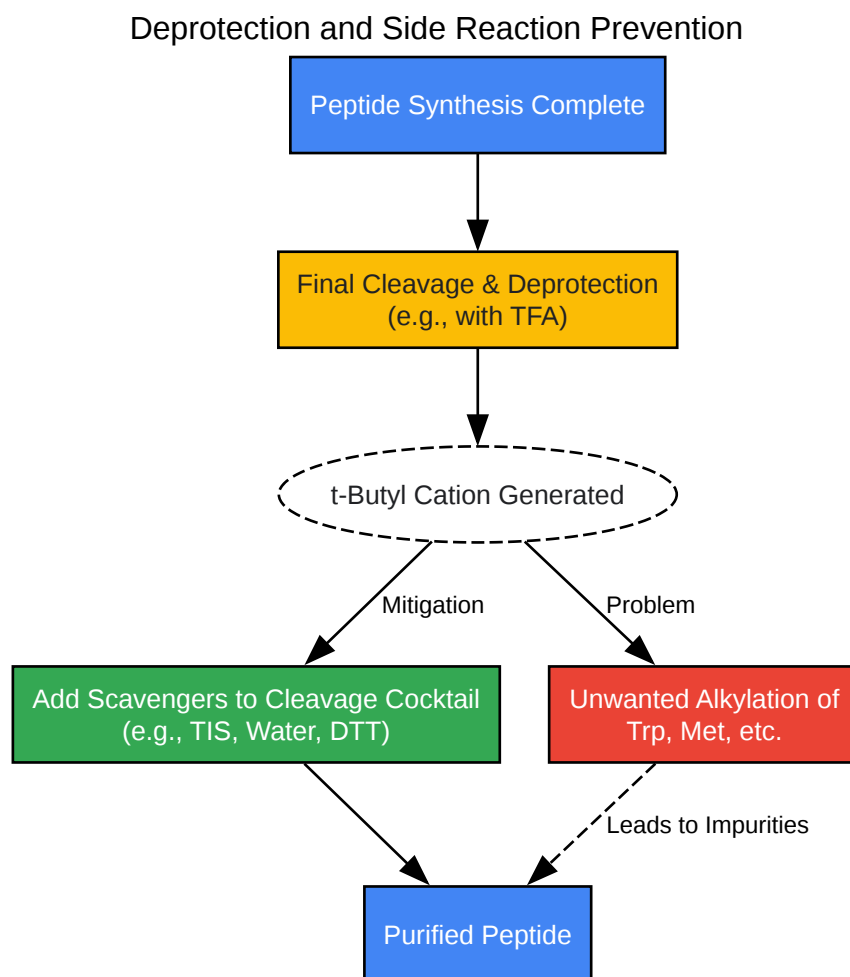 Deprotection and Side Reaction Prevention
Peptide Synthesis Complete
Final Cleavage & Deprotection
(e.g., with TFA)
t-Butyl Cation Generated
Mitigation
Problem
Add Scavengers to Cleavage Cocktail
(e.g., TIS, Water, DTT)
Unwanted Alkylation of
Trp, Met, etc.
Leads to Impurities
Purified Peptide